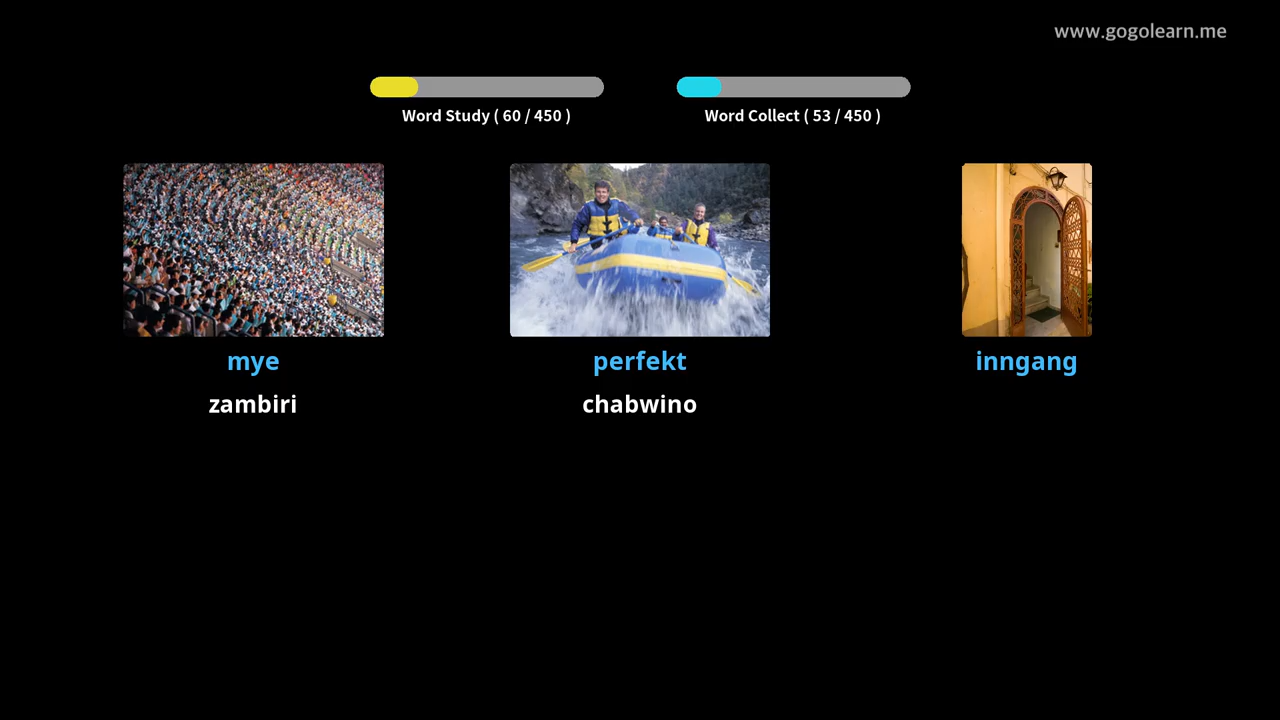 www.gogolearn.me
Word Study ( 60 / 450 )
Word Collect ( 53 / 450 )
mye
perfekt
inngang
zambiri
chabwino